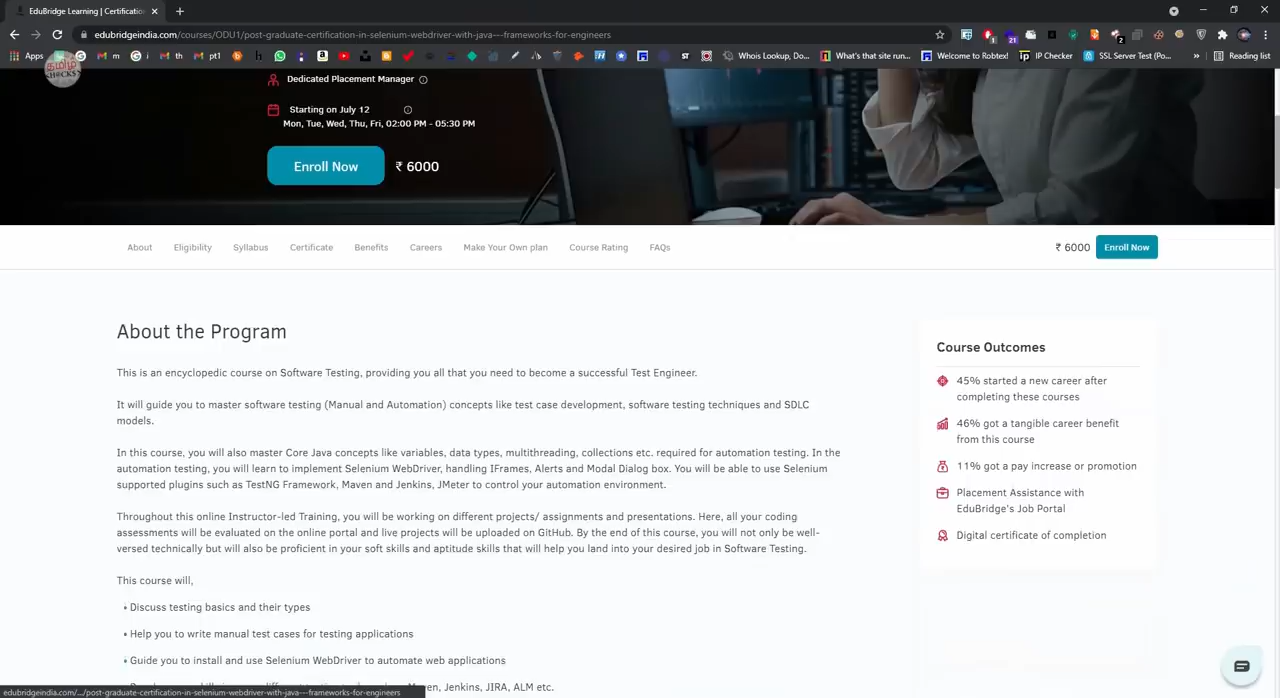 EduBridge Learning | Certificatio
edubridgeindia.com/courses/ODU1/post-graduate-certification-in-selenium-webdriver-with-java---frameworks-for-engineers
Apps
G
m
G i
th
pt1
b
h
Whois Lookup, Do...
What's that site run...
Welcome to Robtex!
IP Checker
SSL Server Test (Po...
»
Reading list
தமிழ்
Dedicated Placement Manager
Starting on July 12
Mon, Tue, Wed, Thu, Fri, 02:00 PM - 05:30 PM
Enroll Now
₹ 6000
About
Eligibility
Syllabus
Certificate
Benefits
Careers
Make Your Own plan
Course Rating
FAQs
₹ 6000
Enroll Now
About the Program
This is an encyclopedic course on Software Testing, providing you all that you need to become a successful Test Engineer.
It will guide you to master software testing (Manual and Automation) concepts like test case development, software testing techniques and SDLC
models.
In this course, you will also master Core Java concepts like variables, data types, multithreading, collections etc. required for automation testing. In the
automation testing, you will learn to implement Selenium WebDriver, handling IFrames, Alerts and Modal Dialog box. You will be able to use Selenium
supported plugins such as TestNG Framework, Maven and Jenkins, JMeter to control your automation environment.
Throughout this online Instructor-led Training, you will be working on different projects/ assignments and presentations. Here, all your coding
assessments will be evaluated on the online portal and live projects will be uploaded on GitHub. By the end of this course, you will not only be well-
versed technically but will also be proficient in your soft skills and aptitude skills that will help you land into your desired job in Software Testing.
This course will,
• Discuss testing basics and their types
• Help you to write manual test cases for testing applications
• Guide you to install and use Selenium WebDriver to automate web applications
Jenkins, JIRA, ALM etc.
Course Outcomes
45% started a new career after
completing these courses
46% got a tangible career benefit
from this course
11% got a pay increase or promotion
Placement Assistance with
EduBridge's Job Portal
Digital certificate of completion
edubridgeindia.com/.../post-graduate-certification-in-selenium-webdriver-with-java---frameworks-for-engineers